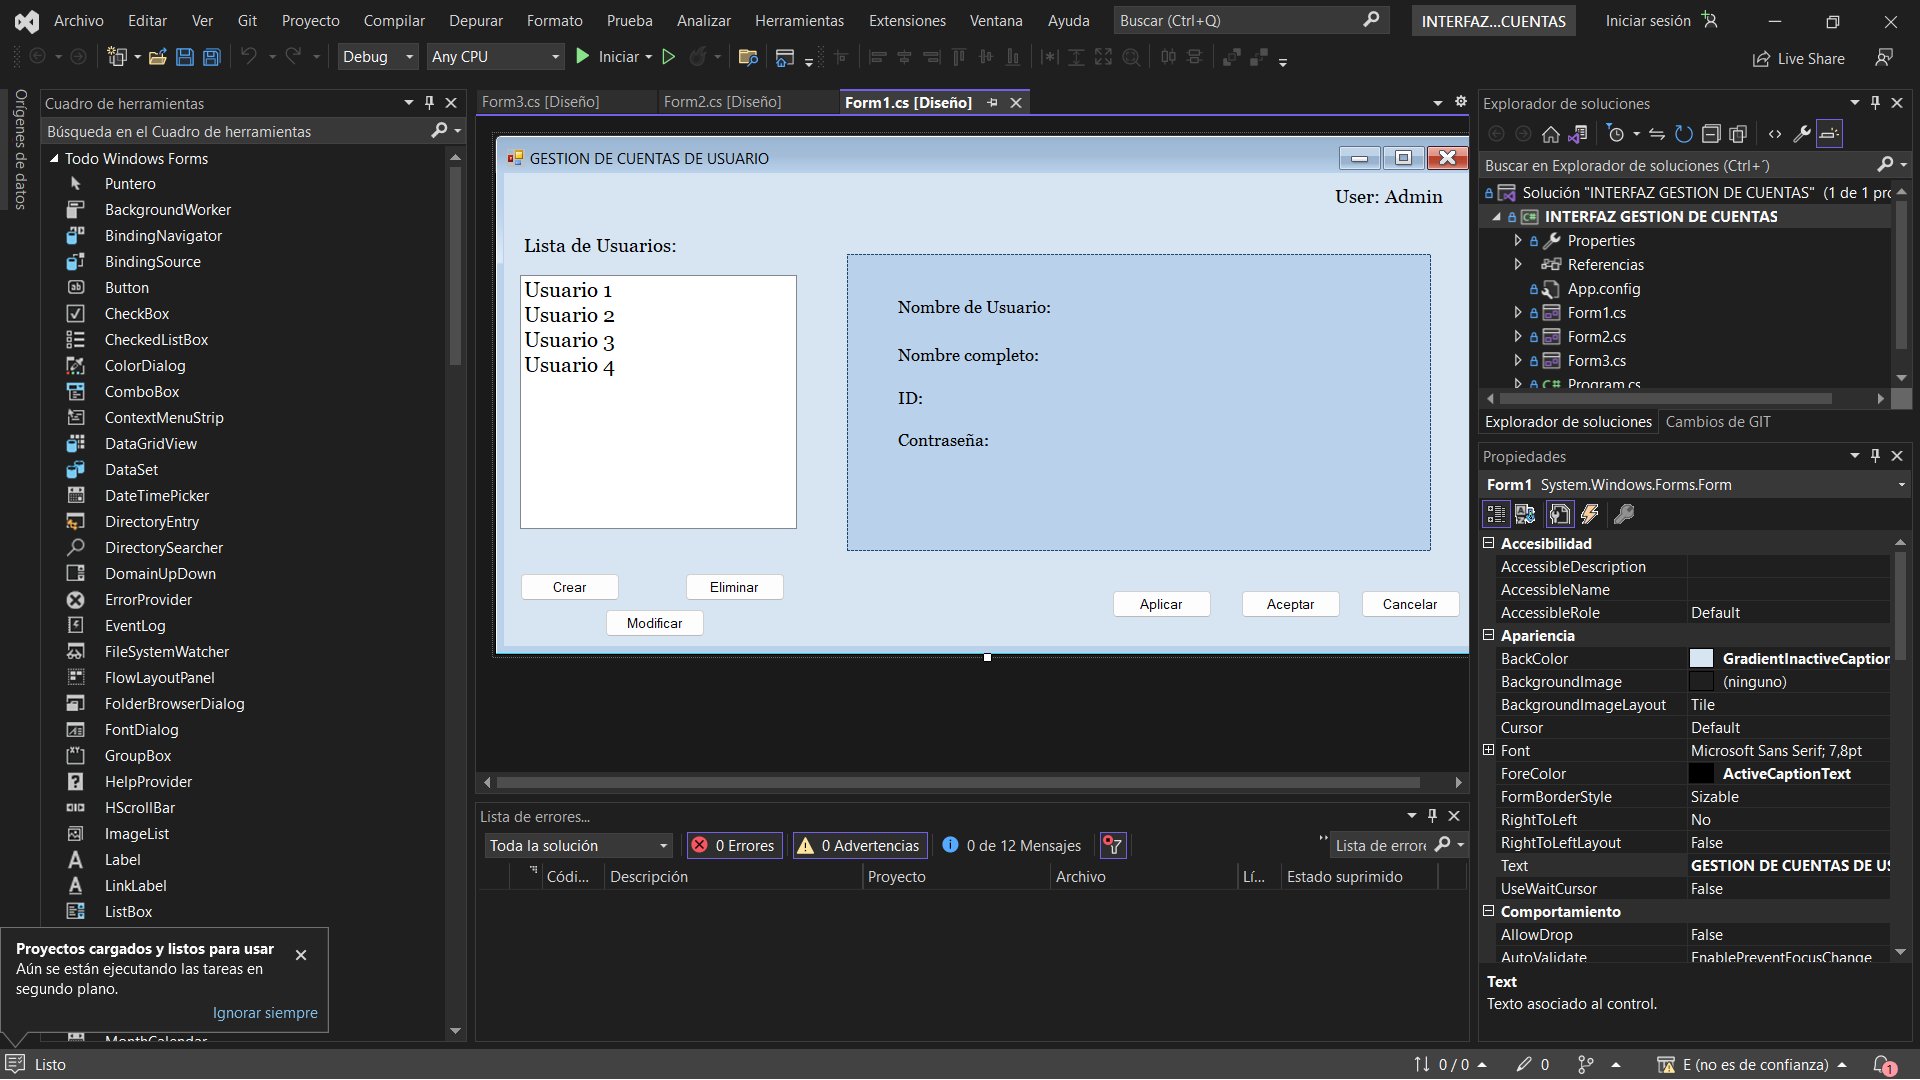 Archivo Editar Ver Git Proyecto Compilar Depurar Formato Prueba Analizar Herramientas Extensiones Ventana Ayuda Buscar (Ctrl+Q) INTERFAZ...CUENTAS Iniciar sesión
Debug Any CPU Iniciar Live Share
Orígenes de datos
Cuadro de herramientas
Búsqueda en el Cuadro de herramientas
Todo Windows Forms
Puntero
BackgroundWorker
BindingNavigator
BindingSource
Button
CheckBox
CheckedListBox
ColorDialog
ComboBox
ContextMenuStrip
DataGridView
DataSet
DateTimePicker
DirectoryEntry
DirectorySearcher
DomainUpDown
ErrorProvider
EventLog
FileSystemWatcher
FlowLayoutPanel
FolderBrowserDialog
FontDialog
GroupBox
HelpProvider
HScrollBar
ImageList
Label
LinkLabel
ListBox
MonthCalendar
Proyectos cargados y listos para usar
Aún se están ejecutando las tareas en
segundo plano.
Ignorar siempre
Form3.cs [Diseño] Form2.cs [Diseño] Form1.cs [Diseño]
GESTION DE CUENTAS DE USUARIO
User: Admin
Lista de Usuarios:
Usuario 1
Usuario 2
Usuario 3
Usuario 4
Nombre de Usuario:
Nombre completo:
ID:
Contraseña:
Crear Eliminar
Modificar
Aplicar Aceptar Cancelar
Lista de errores...
Toda la solución 0 Errores 0 Advertencias 0 de 12 Mensajes Lista de errore
Códi... Descripción Proyecto Archivo Lí... Estado suprimido
Explorador de soluciones
Buscar en Explorador de soluciones (Ctrl+´)
Solución "INTERFAZ GESTION DE CUENTAS" (1 de 1 pro
INTERFAZ GESTION DE CUENTAS
Properties
Referencias
App.config
Form1.cs
Form2.cs
Form3.cs
Program.cs
Explorador de soluciones Cambios de GIT
Propiedades
Form1 System.Windows.Forms.Form
Accesibilidad
AccessibleDescription
AccessibleName
AccessibleRole Default
Apariencia
BackColor GradientInactiveCaption
BackgroundImage (ninguno)
BackgroundImageLayout Tile
Cursor Default
Font Microsoft Sans Serif; 7,8pt
ForeColor ActiveCaptionText
FormBorderStyle Sizable
RightToLeft No
RightToLeftLayout False
Text GESTION DE CUENTAS DE US
UseWaitCursor False
Comportamiento
AllowDrop False
AutoValidate EnablePreventFocusChange
Text
Texto asociado al control.
Listo 0 / 0 0 E (no es de confianza) 1